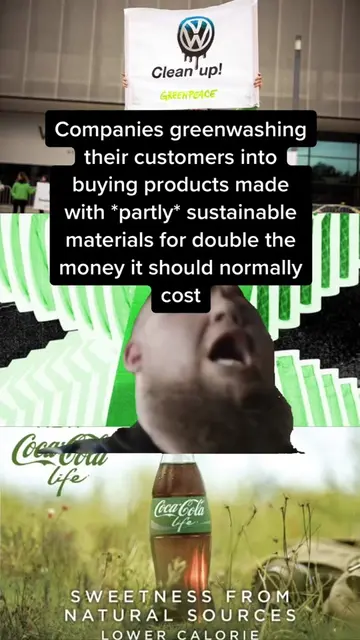 Clean up!
GREENPEACE
Companies greenwashing
their customers into
buying products made
with *partly* sustainable
materials for double the
money it should normally
cost
Coca-Cola
life
Coca-Cola
life
SWEETNESS FROM
NATURAL SOURCES
LOWER CALORIE